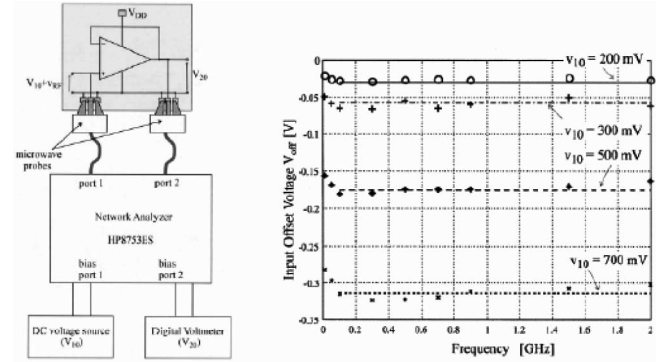 V_DD
V_10+v_RF
V_20
microwave
probes
port 1
port 2
Network Analyzer
HP8753ES
bias
port 1
bias
port 2
DC voltage source
(V_10)
Digital Voltmeter
(V_20)
Input Offset Voltage V_off [V]
0
-0.05
-0.1
-0.15
-0.2
-0.25
-0.3
-0.35
v_10 = 200 mV
v_10 = 300 mV
v_10 = 500 mV
v_10 = 700 mV
0 0.2 0.4 0.6 0.8 1 1.2 1.4 1.6 1.8 2
Frequency [GHz]